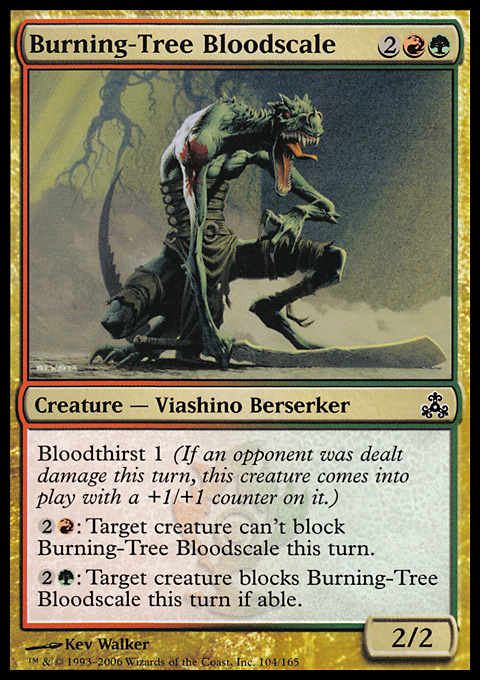 Burning-Tree Bloodscale 2
KEV WALKER
Creature — Viashino Berserker
Bloodthirst 1 (If an opponent was dealt
damage this turn, this creature comes into
play with a +1/+1 counter on it.)
2 : Target creature can't block
Burning-Tree Bloodscale this turn.
2 : Target creature blocks Burning-Tree
Bloodscale this turn if able.
Kev Walker
2/2
™ & © 1993–2006 Wizards of the Coast, Inc. 104/165